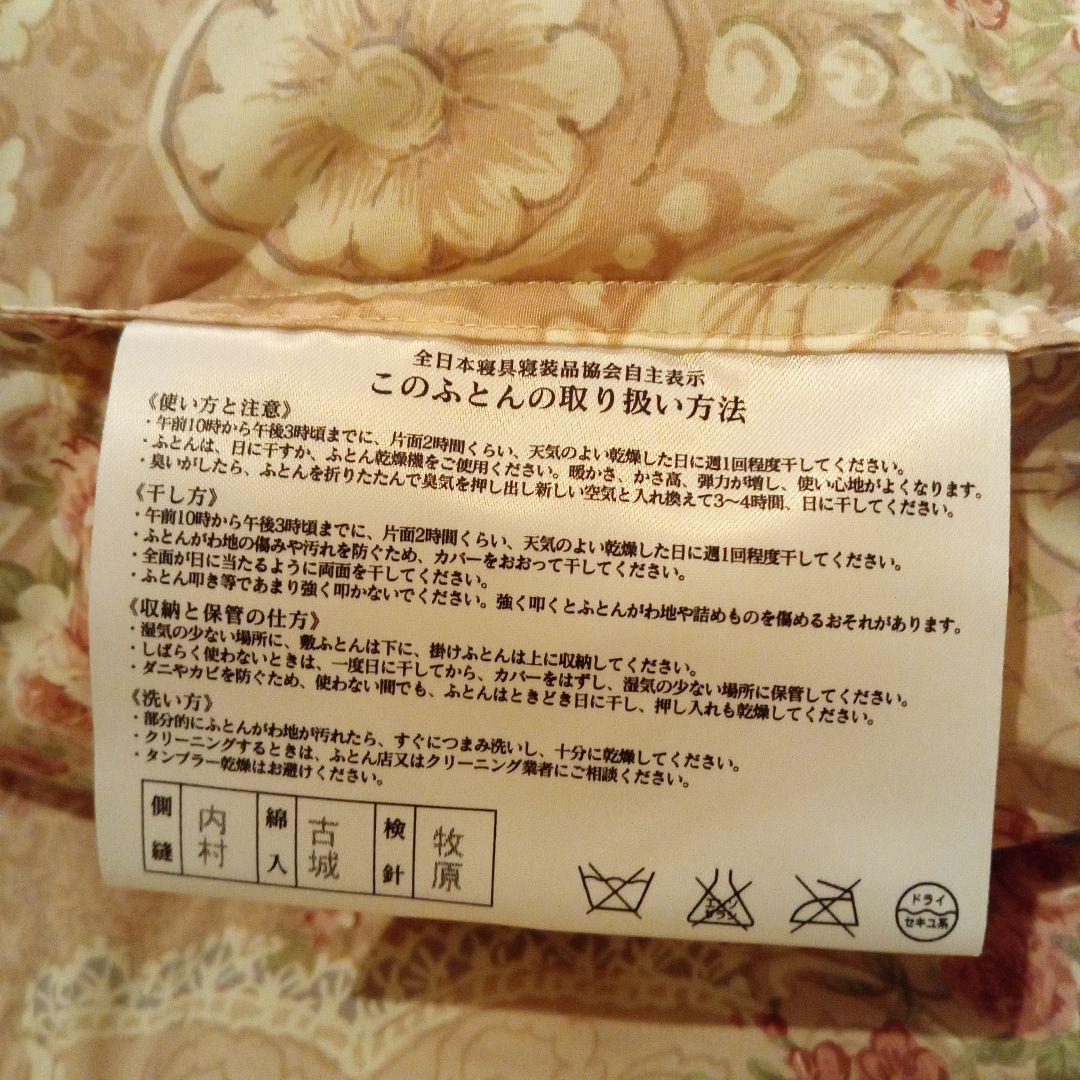 全日本寝具寝装品協会自主表示
このふとんの取り扱い方法
《使い方と注意》
・午前10時から午後3時頃までに、片面2時間くらい、天気のよい乾燥した日に週1回程度干してください。
・ふとんは、日に干すか、ふとん乾燥機をご使用ください。暖かさ、かさ高、弾力が増し、使い心地がよくなります。
・臭いがしたら、ふとんを折りたたんで臭気を押し出し新しい空気と入れ換えて3〜4時間、日に干してください。
《干し方》
・午前10時から午後3時頃までに、片面2時間くらい、天気のよい乾燥した日に週1回程度干してください。
・ふとんがわ地の傷みや汚れを防ぐため、カバーをおおって干してください。
・全面が日に当たるように両面を干してください。
・ふとん叩き等であまり強く叩かないでください。強く叩くとふとんがわ地や詰めものを傷めるおそれがあります。
《収納と保管の仕方》
・湿気の少ない場所に、敷ふとんは下に、掛けふとんは上に収納してください。
・しばらく使わないときは、一度日に干してから、カバーをはずし、湿気の少ない場所に保管してください。
・ダニやカビを防ぐため、使わない間でも、ふとんはときどき日に干し、押し入れも乾燥してください。
《洗い方》
・部分的にふとんがわ地が汚れたら、すぐにつまみ洗いし、十分に乾燥してください。
・クリーニングするときは、ふとん店又はクリーニング業者にご相談ください。
・タンブラー乾燥はお避けください。
側縫 内村 綿入 古城 検針 牧原
エンソサラシ
ドライ
セキユ系